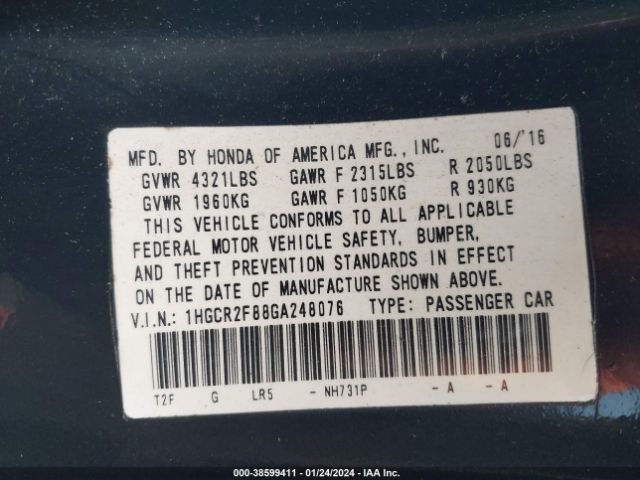 MFD. BY HONDA OF AMERICA MFG., INC. 06/'16
GVWR 4321LBS GAWR F 2315LBS R 2050LBS
GVWR 1960KG GAWR F 1050KG R 930KG
THIS VEHICLE CONFORMS TO ALL APPLICABLE
FEDERAL MOTOR VEHICLE SAFETY, BUMPER,
AND THEFT PREVENTION STANDARDS IN EFFECT
ON THE DATE OF MANUFACTURE SHOWN ABOVE.
V.I.N.: 1HGCR2F88GA248076 TYPE: PASSENGER CAR
T2F G LR5 - NH731P - A - A
000-38599411 - 01/24/2024 - IAA Inc.